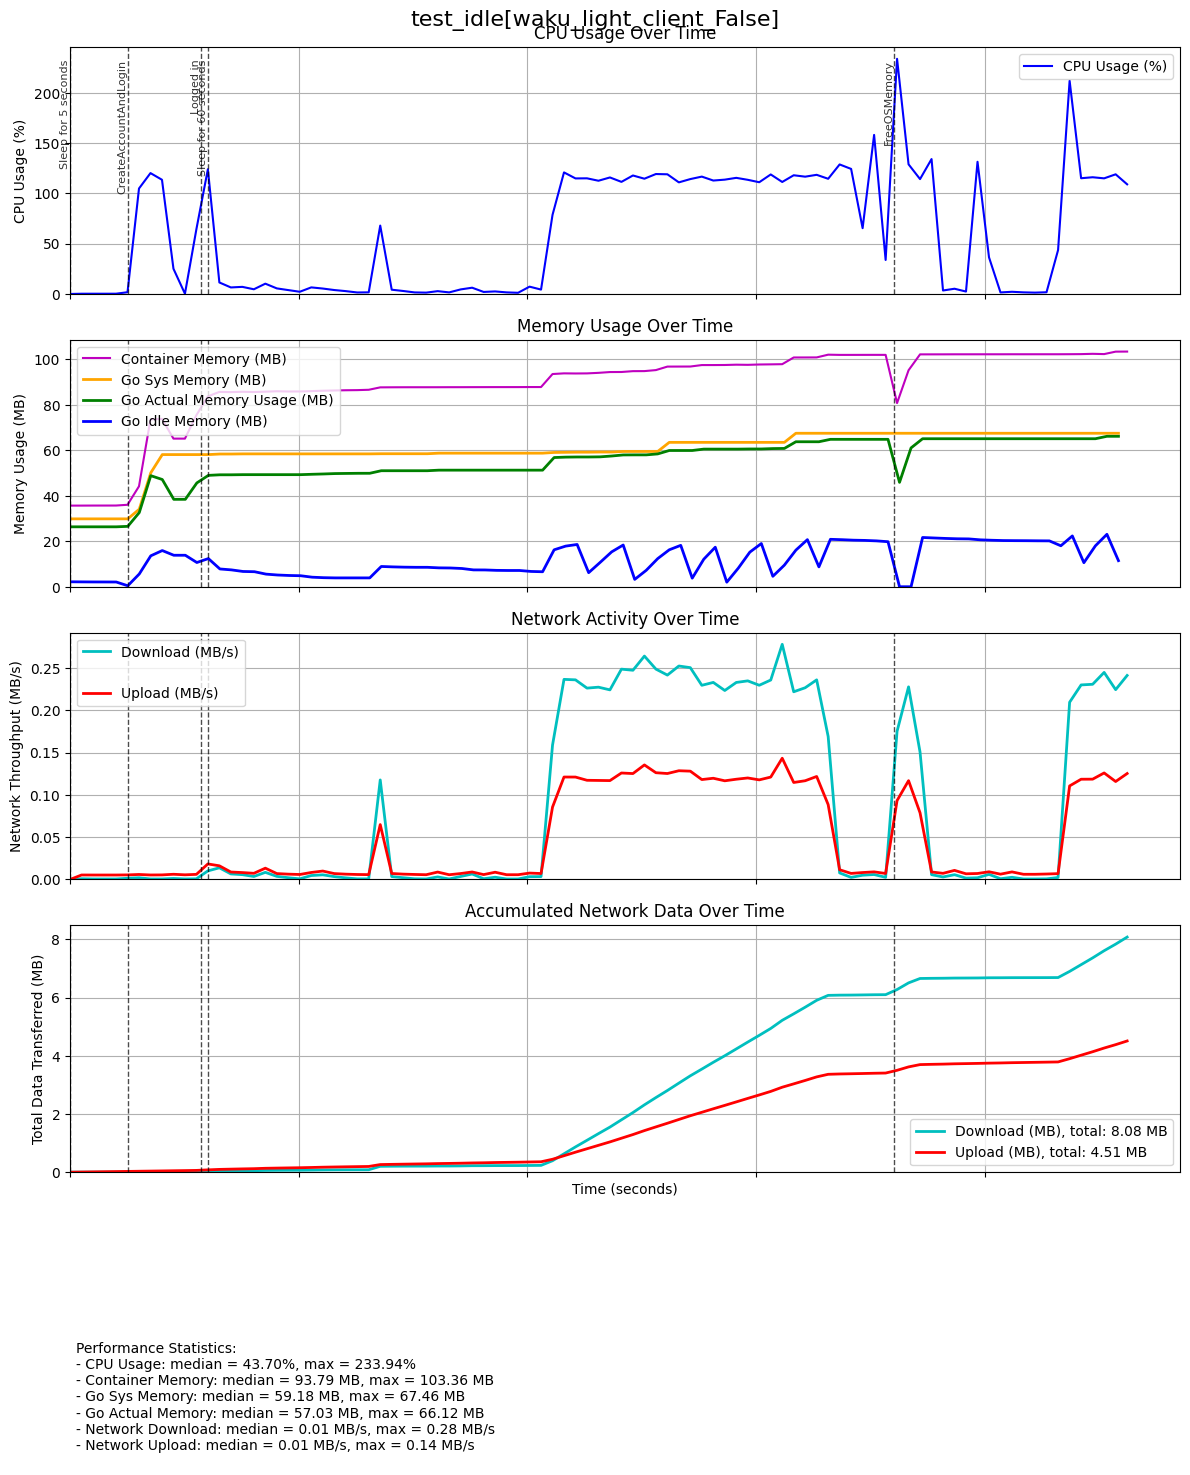 test_idle[waku_light_client_False]
CPU Usage Over Time
CPU Usage (%)
200
150
100
50
0
Sleep for 5 seconds
CreateAccountAndLogin
Logged in
Sleep for 60 seconds
FreeOSMemory
CPU Usage (%)
Memory Usage Over Time
Memory Usage (MB)
100
80
60
40
20
0
Container Memory (MB)
Go Sys Memory (MB)
Go Actual Memory Usage (MB)
Go Idle Memory (MB)
Network Activity Over Time
Network Throughput (MB/s)
0.25
0.20
0.15
0.10
0.05
0.00
Download (MB/s)
Upload (MB/s)
Accumulated Network Data Over Time
Total Data Transferred (MB)
8
6
4
2
0
Download (MB), total: 8.08 MB
Upload (MB), total: 4.51 MB
Time (seconds)
Performance Statistics:
- CPU Usage: median = 43.70%, max = 233.94%
- Container Memory: median = 93.79 MB, max = 103.36 MB
- Go Sys Memory: median = 59.18 MB, max = 67.46 MB
- Go Actual Memory: median = 57.03 MB, max = 66.12 MB
- Network Download: median = 0.01 MB/s, max = 0.28 MB/s
- Network Upload: median = 0.01 MB/s, max = 0.14 MB/s